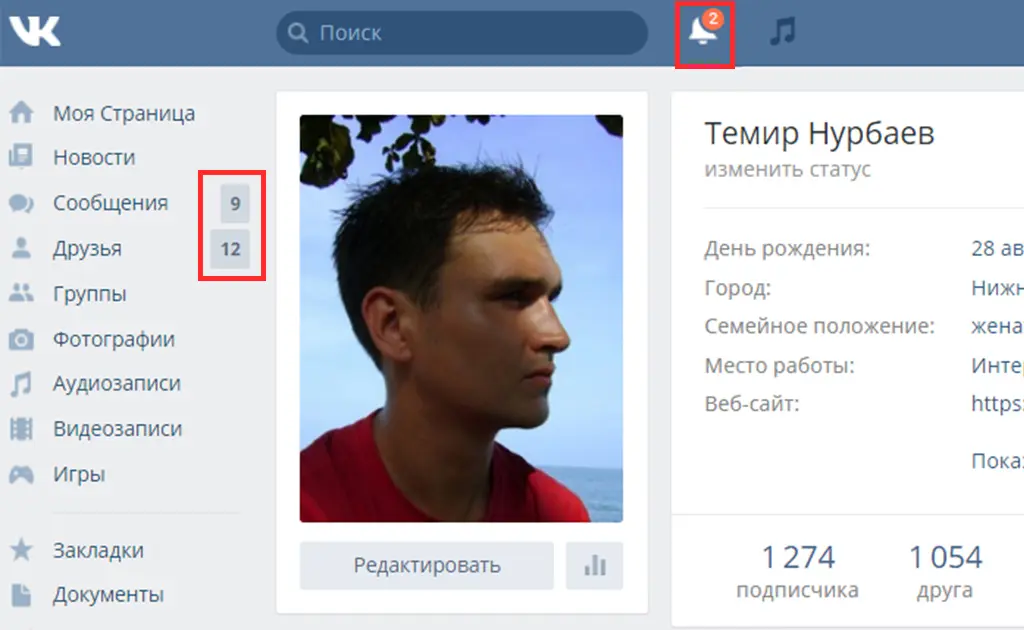 VK
Поиск
2
Моя Страница
Новости
Сообщения 9
Друзья 12
Группы
Фотографии
Аудиозаписи
Видеозаписи
Игры
Закладки
Документы
Редактировать
Темир Нурбаев
изменить статус
День рождения: 28 ав
Город: Нижн
Семейное положение: жена
Место работы: Инте
Веб-сайт: https:
Пока
1 274
подписчика
1 054
друга